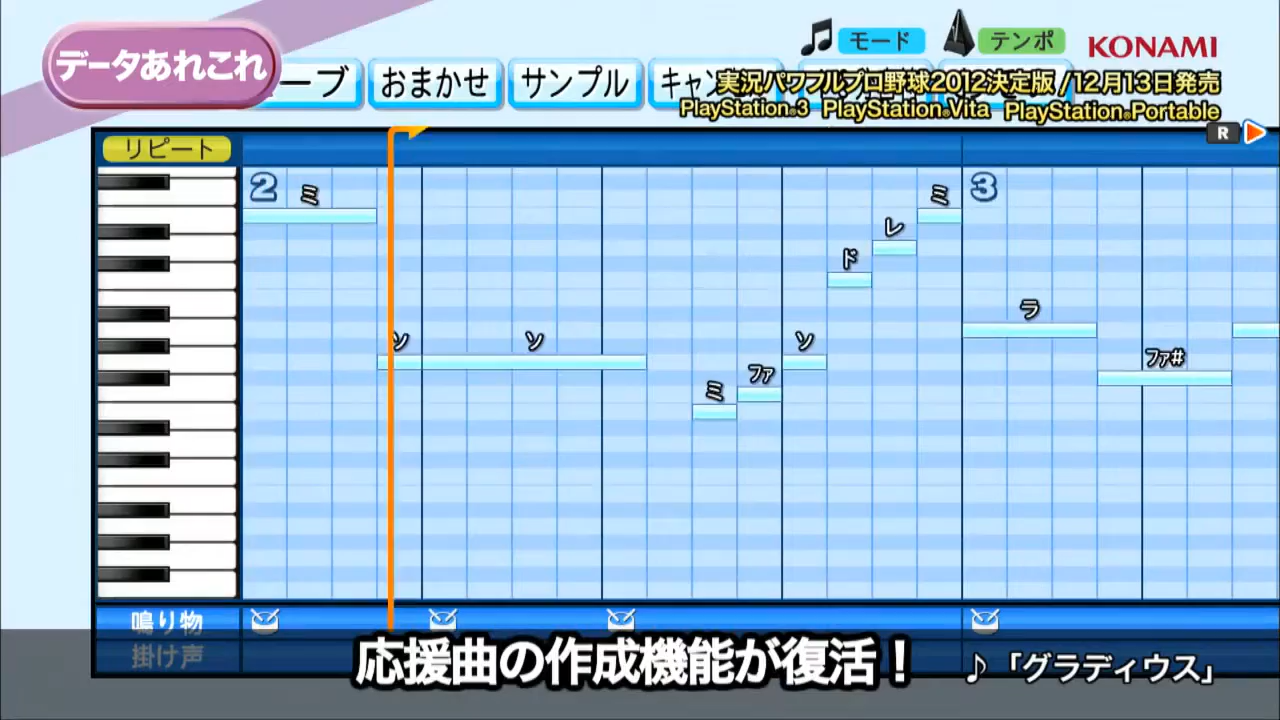 データあれこれ
モード
テンポ
KONAMI
ーブ
おまかせ
サンプル
キャン
実況パワフルプロ野球2012決定版/12月13日発売
PlayStation®3 PlayStation®Vita PlayStation®Portable
R
リピート
2
3
ミ
ミ
レ
ド
ラ
ソ
ソ
ソ
ファ#
ファ
ミ
鳴り物
掛け声
応援曲の作成機能が復活！
♪「グラディウス」